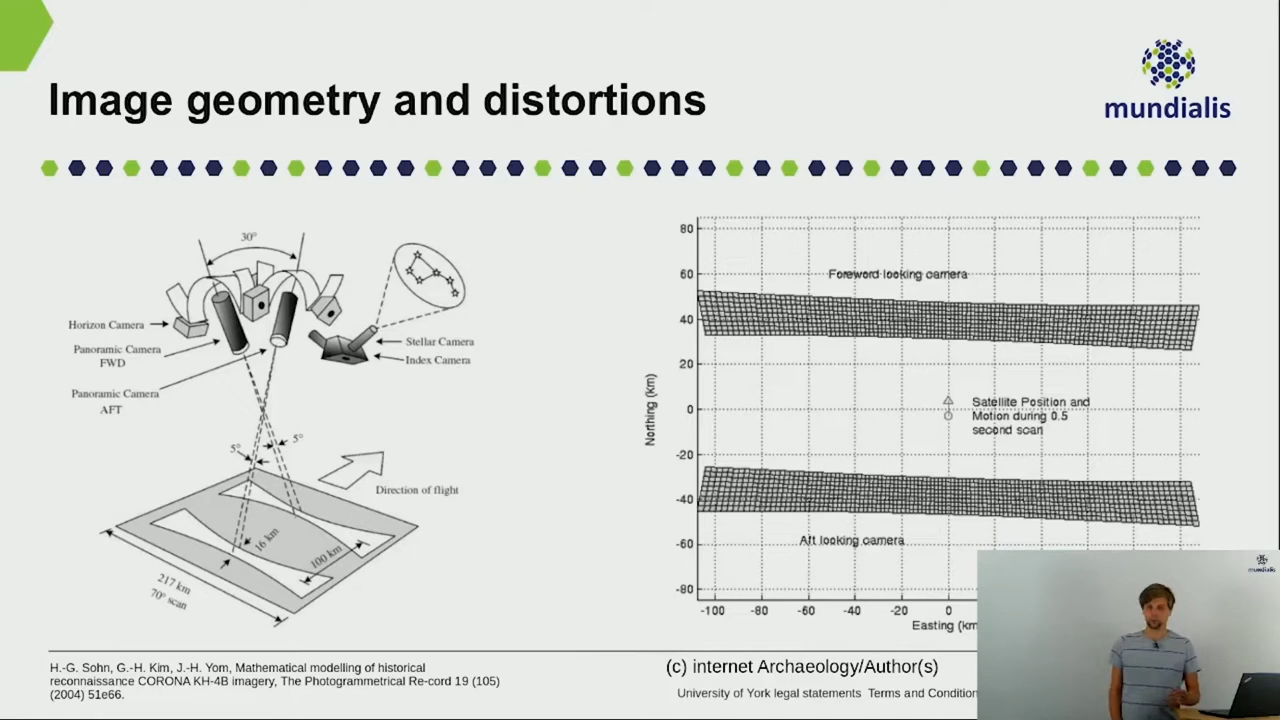 Image geometry and distortions
mundialis
30°
Horizon Camera
Panoramic Camera
FWD
Panoramic Camera
AFT
Stellar Camera
Index Camera
5°
5°
Direction of flight
16 km
100 km
217 km
70° scan
80
60
40
20
0
-20
-40
-60
-80
Northing (km)
Foreword looking camera
Satellite Position and
Motion during 0.5
second scan
Aft looking camera
-100
-80
-60
-40
-20
0
Easting (km
H.-G. Sohn, G.-H. Kim, J.-H. Yom, Mathematical modelling of historical
reconnaissance CORONA KH-4B imagery, The Photogrammetrical Re-cord 19 (105)
(2004) 51e66.
(c) internet Archaeology/Author(s)
University of York legal statements Terms and Condition
mundialis